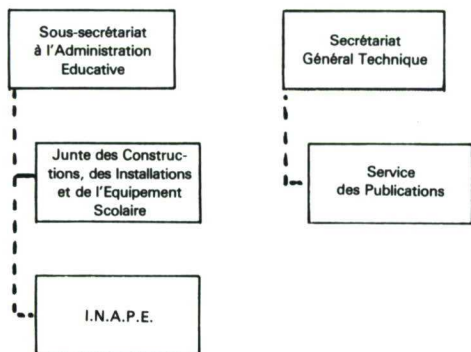 Sous-secrétariat
à l'Administration
Educative
Secrétariat
Général Technique
Junte des Construc-
tions, des Installations
et de l'Equipement
Scolaire
Service
des Publications
I.N.A.P.E.